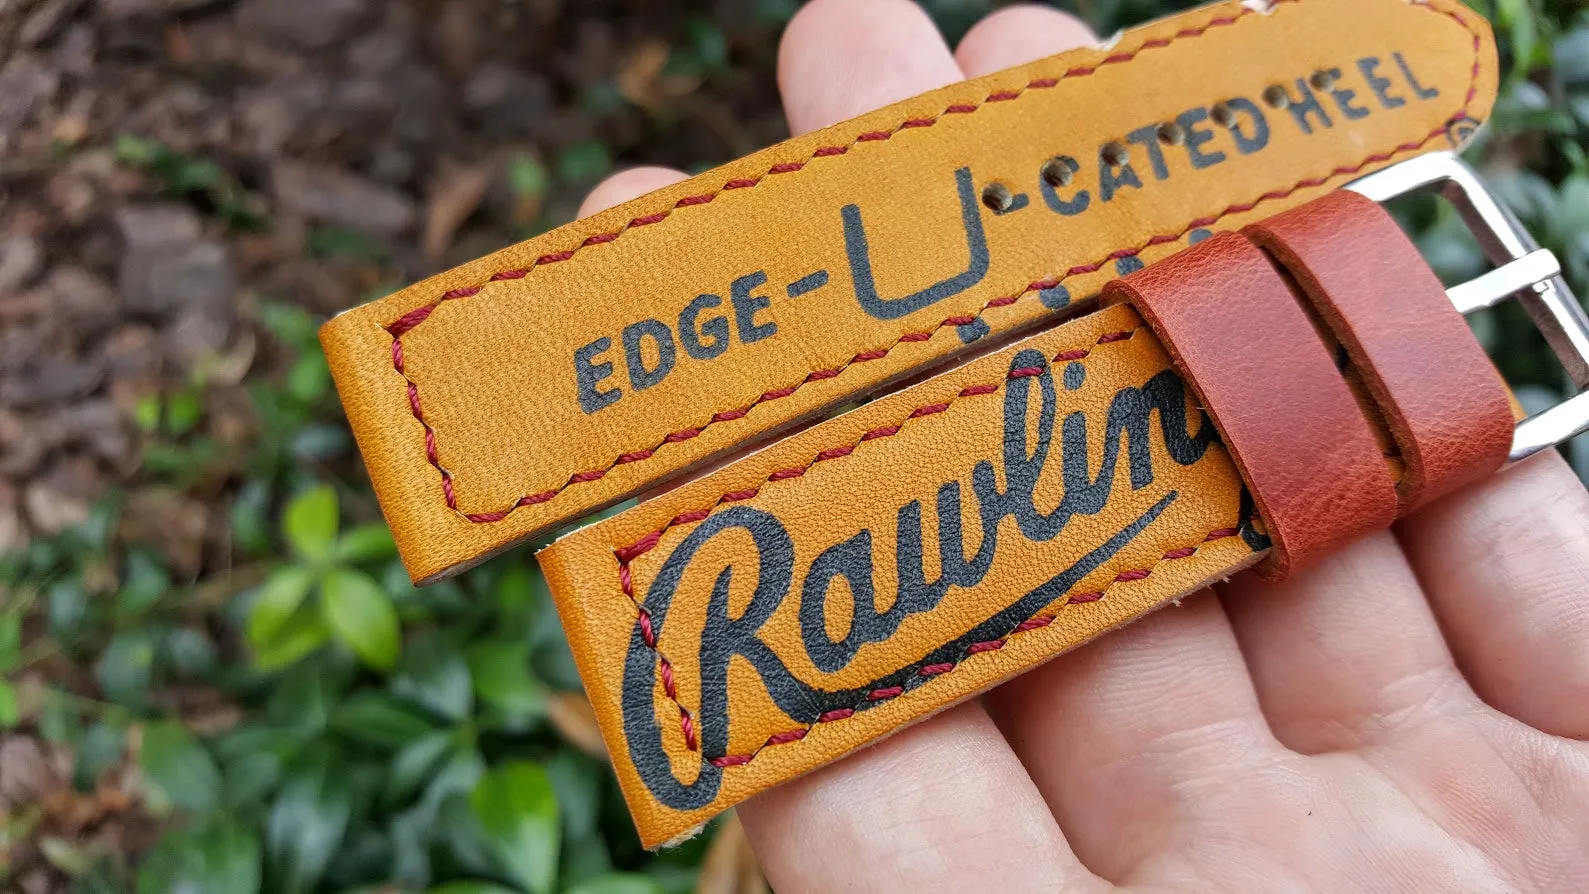 EDGE-U-CATED HEEL ®
Rawlin